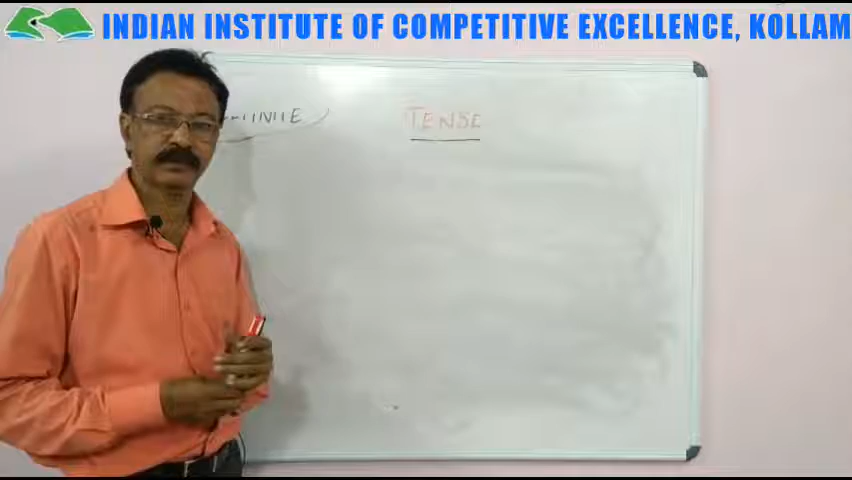 INDIAN INSTITUTE OF COMPETITIVE EXCELLENCE, KOLLAM
TENSE